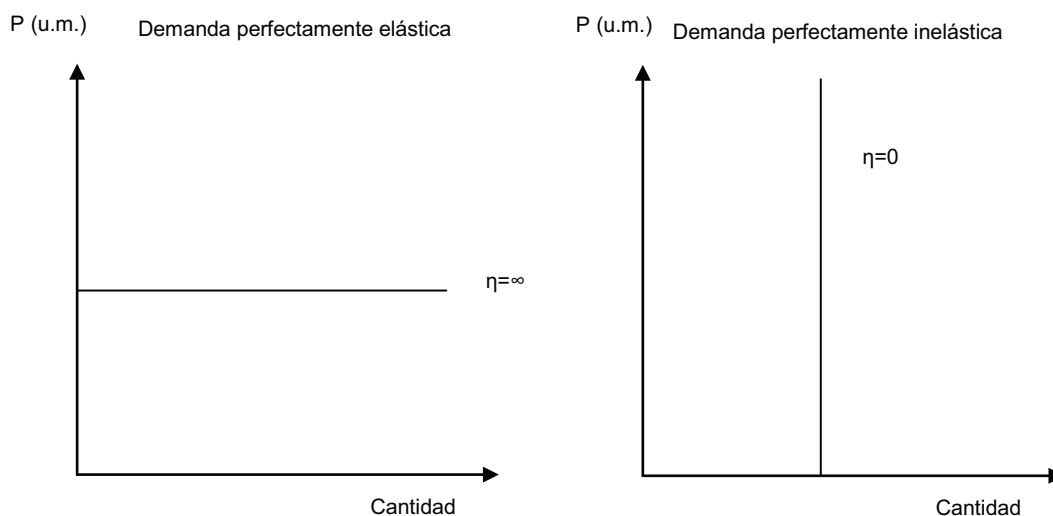 P (u.m.)
Demanda perfectamente elástica
η=∞
Cantidad
P (u.m.)
Demanda perfectamente inelástica
η=0
Cantidad